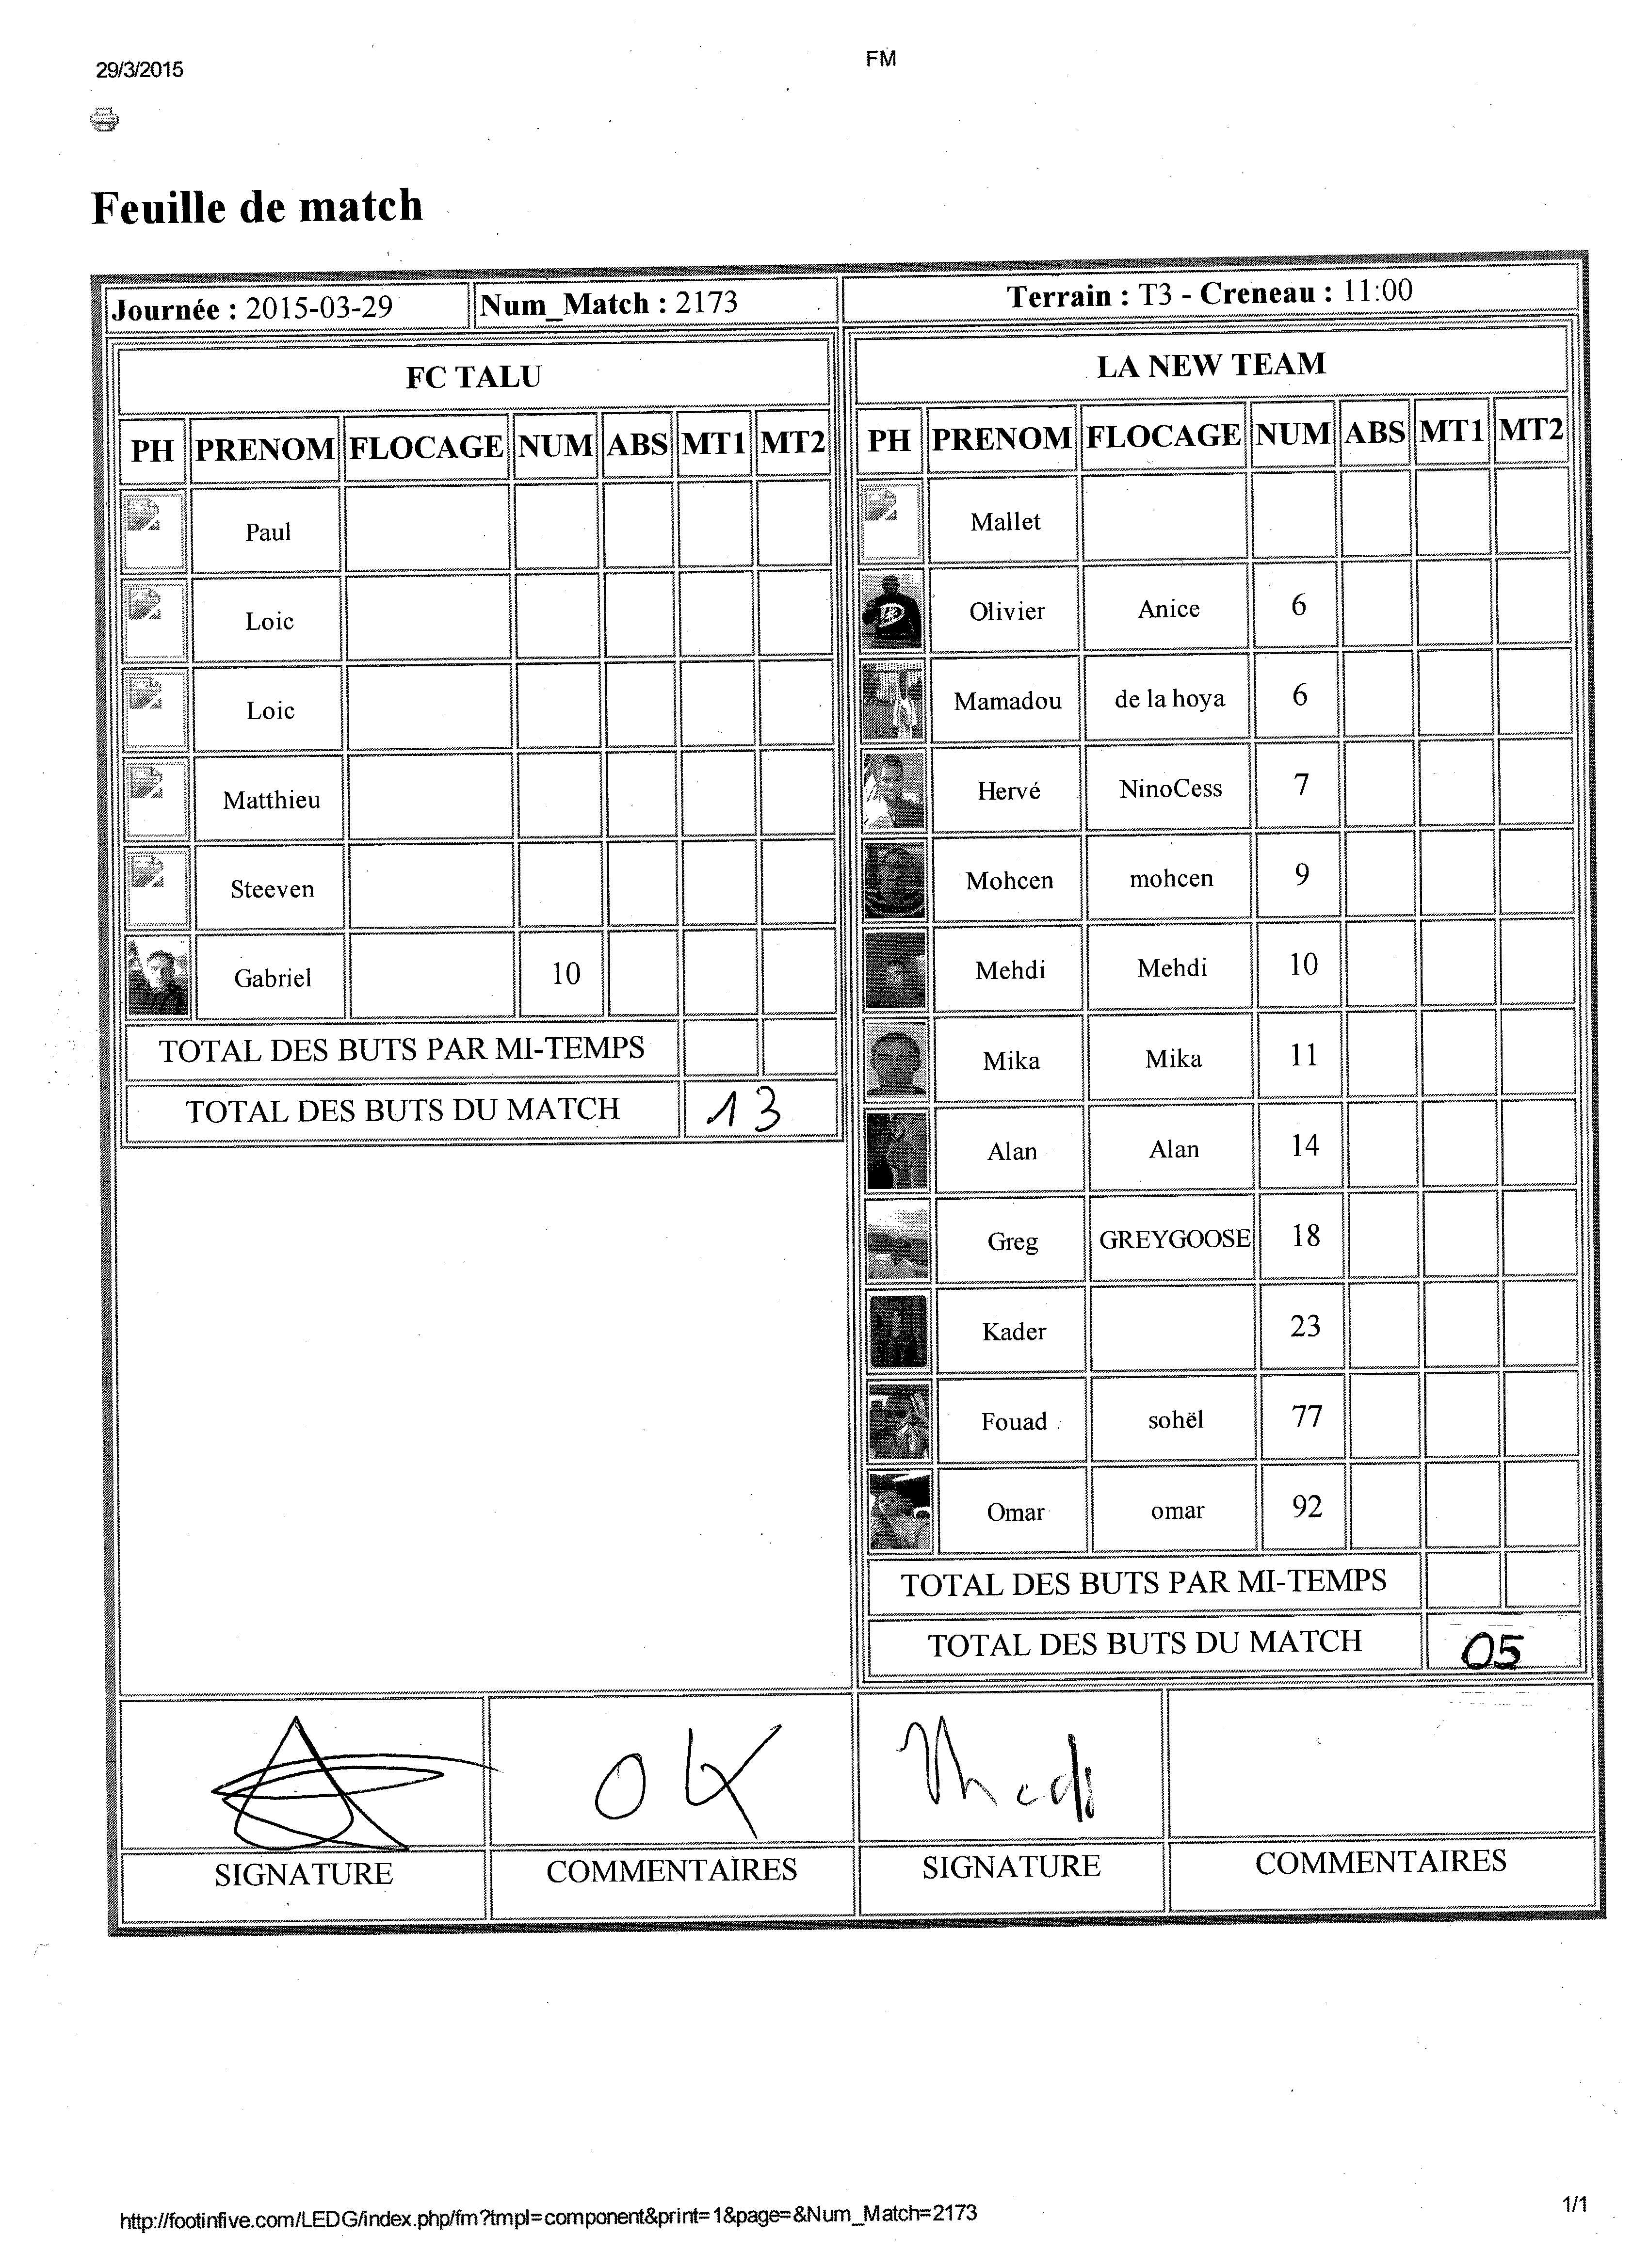 29/3/2015
FM
Feuille de match
Journée : 2015-03-29
Num_Match : 2173
Terrain : T3 - Creneau : 11:00
FC TALU
PH PRENOM FLOCAGE NUM ABS MT1 MT2
Paul
Loic
Loic
Matthieu
Steeven
Gabriel 10
TOTAL DES BUTS PAR MI-TEMPS
TOTAL DES BUTS DU MATCH 13
LA NEW TEAM
PH PRENOM FLOCAGE NUM ABS MT1 MT2
Mallet
Olivier Anice 6
Mamadou de la hoya 6
Hervé NinoCess 7
Mohcen mohcen 9
Mehdi Mehdi 10
Mika Mika 11
Alan Alan 14
Greg GREYGOOSE 18
Kader 23
Fouad sohël 77
Omar omar 92
TOTAL DES BUTS PAR MI-TEMPS
TOTAL DES BUTS DU MATCH 05
OK
SIGNATURE COMMENTAIRES SIGNATURE COMMENTAIRES
http://footinfive.com/LEDG/index.php/fm?tmpl=component&print=1&page=&Num_Match=2173
1/1